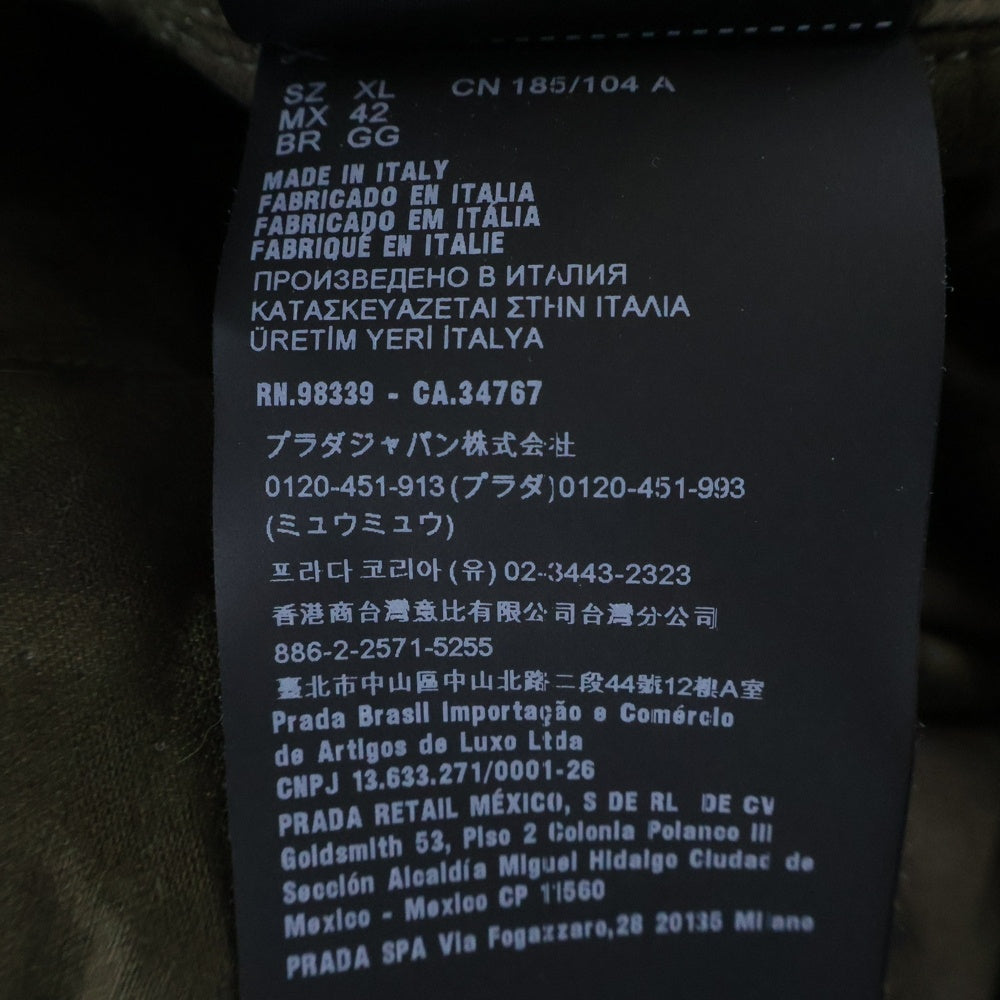 SZ XL CN 185/104 A
MX 42
BR GG
MADE IN ITALY
FABRICADO EN ITALIA
FABRICADO EM ITÁLIA
FABRIQUÉ EN ITALIE
ПРОИЗВЕДЕНО В ИТАЛИЯ
ΚΑΤΑΣΚΕΥΑΖΕΤΑΙ ΣΤΗΝ ΙΤΑΛΙΑ
ÜRETİM YERİ İTALYA
RN.98339 - CA.34767
プラダジャパン株式会社
0120-451-913(プラダ)0120-451-993
(ミュウミュウ)
프라다코리아(유) 02-3443-2323
香港商台灣意比有限公司台灣分公司
886-2-2571-5255
臺北市中山區中山北路二段44號12樓A室
Prada Brasil Importação e Comércio
de Artigos de Luxo Ltda
CNPJ 13.633.271/0001-26
PRADA RETAIL MÉXICO, S DE RL DE CV
Goldsmith 53, Piso 2 Colonia Polanco III
Sección Alcaldía Miguel Hidalgo Ciudad de
Mexico - Mexico CP 11560
PRADA SPA Via Fogazzaro,28 20135 Milano